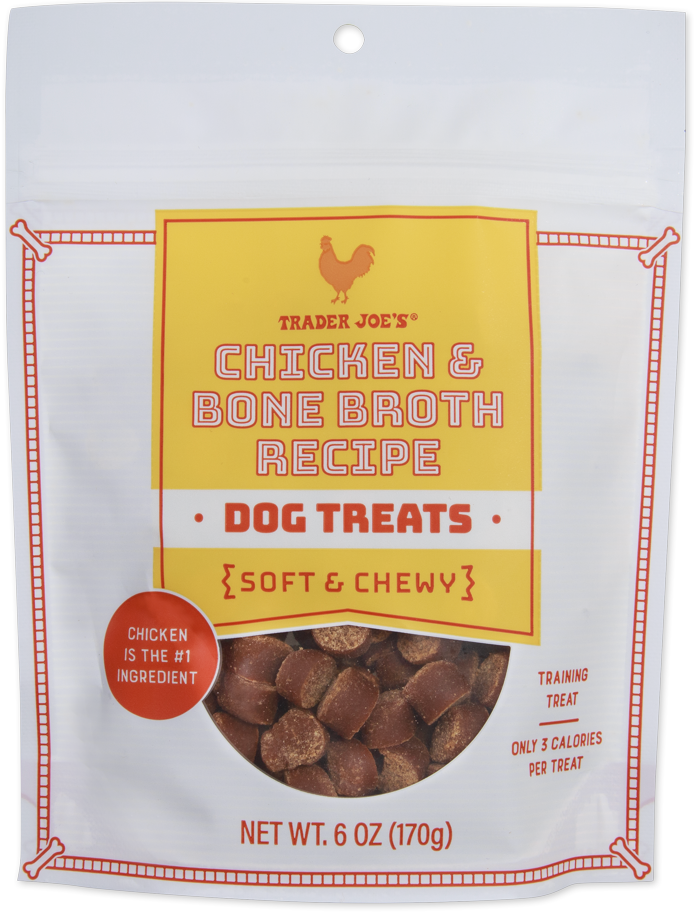 TRADER JOE'S®
CHICKEN &
BONE BROTH
RECIPE
• DOG TREATS •
{SOFT & CHEWY}
CHICKEN
IS THE #1
INGREDIENT
TRAINING
TREAT
ONLY 3 CALORIES
PER TREAT
NET WT. 6 OZ (170g)